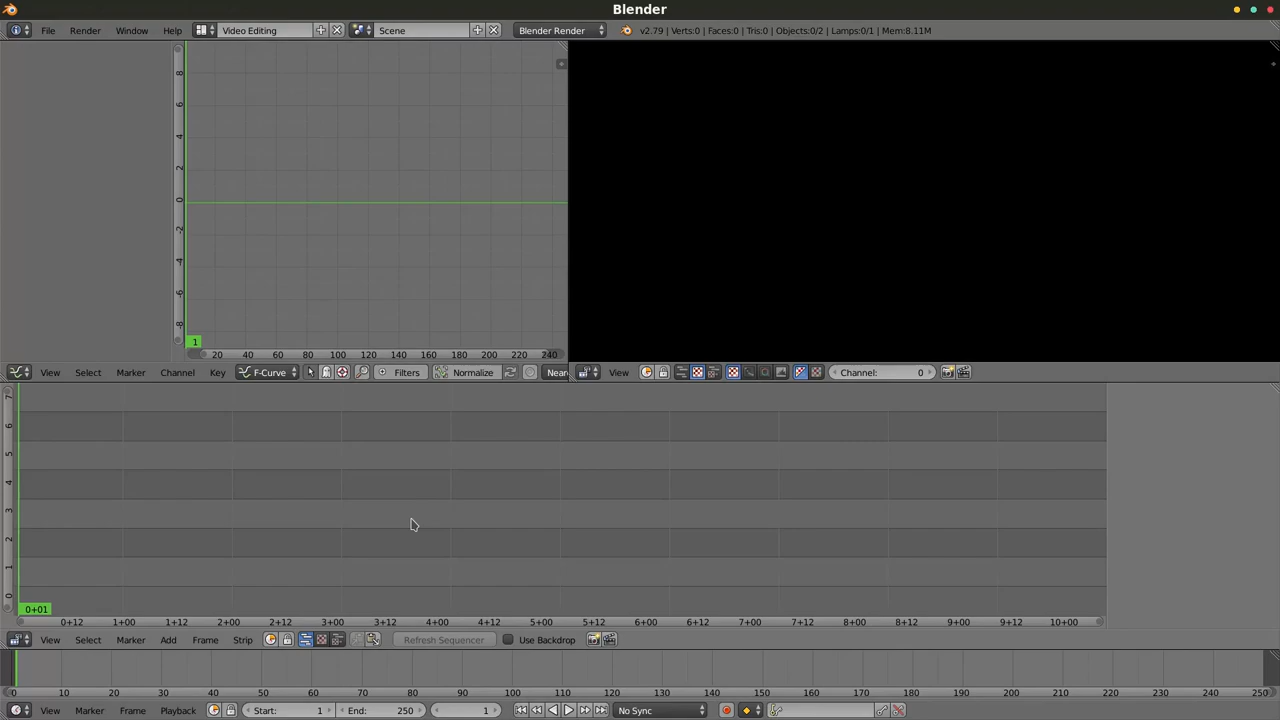 Blender
File Render Window Help Video Editing Scene Blender Render v2.79 | Verts:0 | Faces:0 | Tris:0 | Objects:0/2 | Lamps:0/1 | Mem:8.11M
8
6
4
2
0
-2
-4
-6
-8
1
20 40 60 80 100 120 140 160 180 200 220 240
View Select Marker Channel Key F-Curve Filters Normalize Near
View Channel: 0
7
6
5
4
3
2
1
0
0+01
0+12 1+00 1+12 2+00 2+12 3+00 3+12 4+00 4+12 5+00 5+12 6+00 6+12 7+00 7+12 8+00 8+12 9+00 9+12 10+00
View Select Marker Add Frame Strip Refresh Sequencer Use Backdrop
0 10 20 30 40 50 60 70 80 90 100 110 120 130 140 150 160 170 180 190 200 210 220 230 240 250
View Marker Frame Playback Start: 1 End: 250 1 No Sync